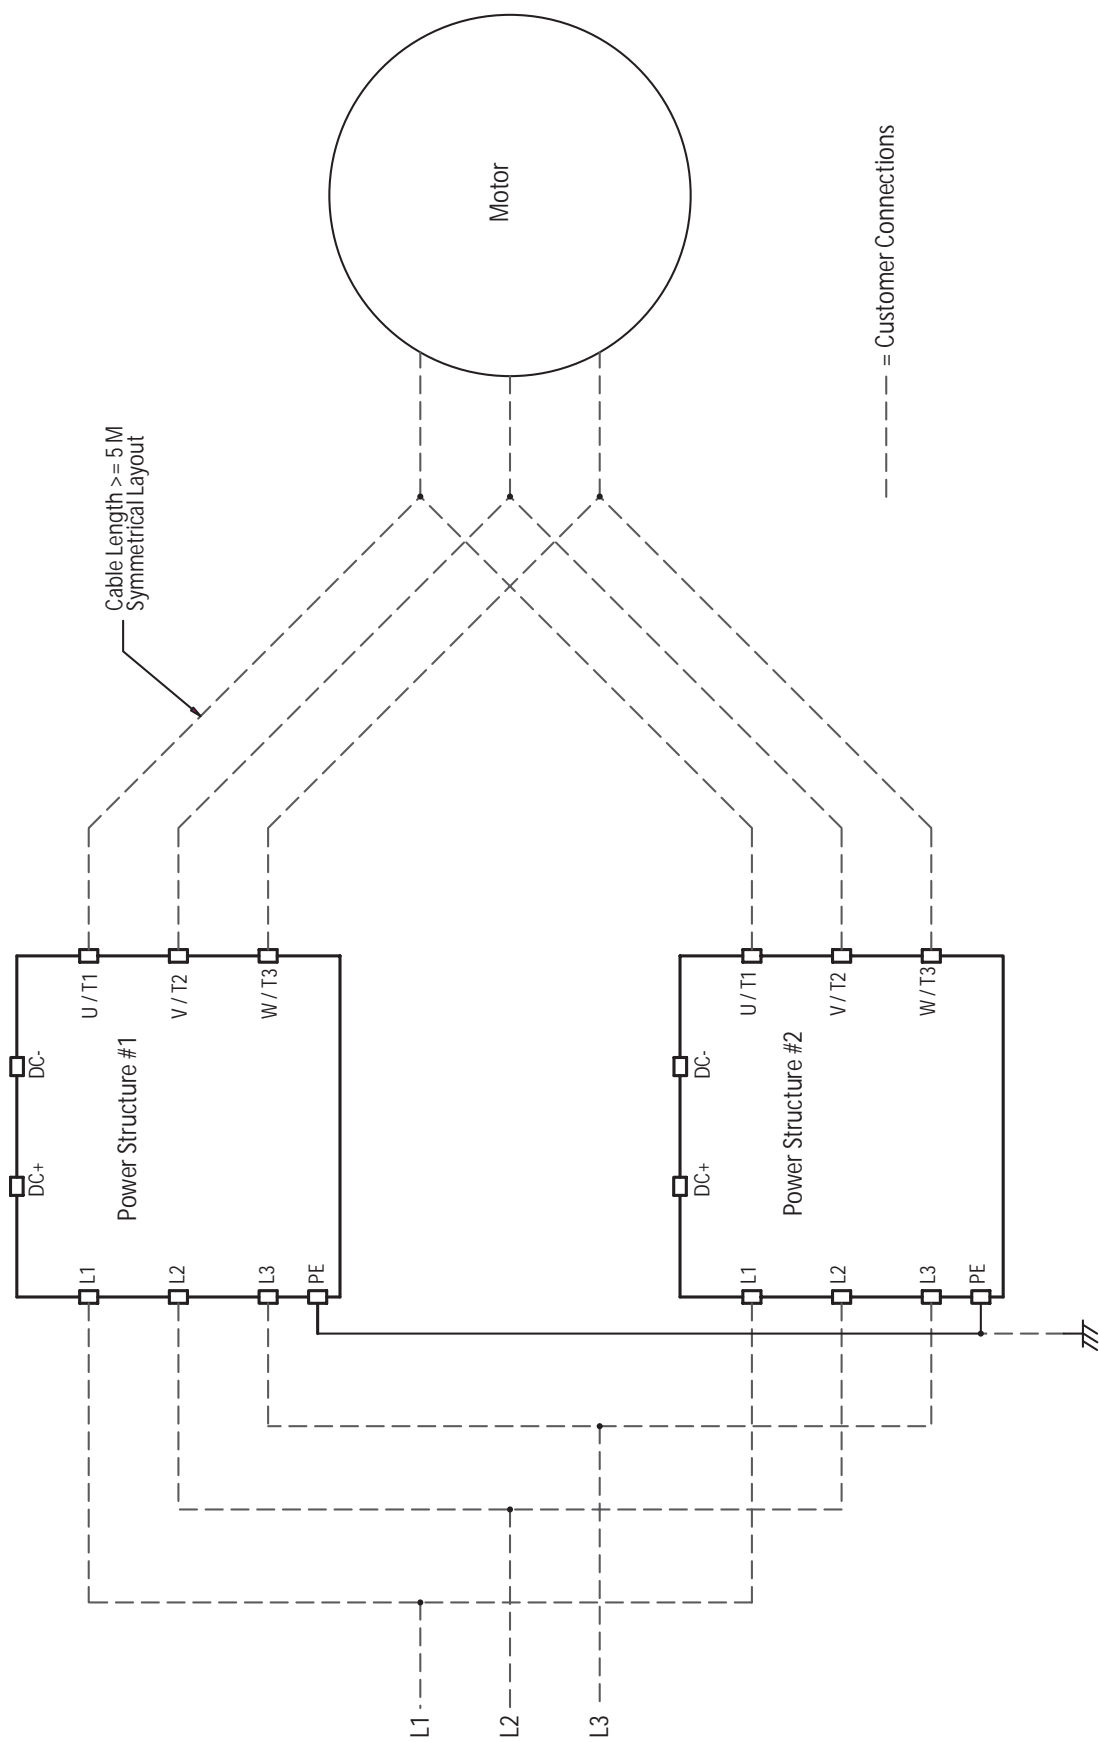 Cable Length >= 5 M
Symmetrical Layout
Motor
= Customer Connections
DC+
DC-
Power Structure #1
L1
L2
L3
PE
U / T1
V / T2
W / T3
DC+
DC-
Power Structure #2
L1
L2
L3
PE
U / T1
V / T2
W / T3
L1
L2
L3